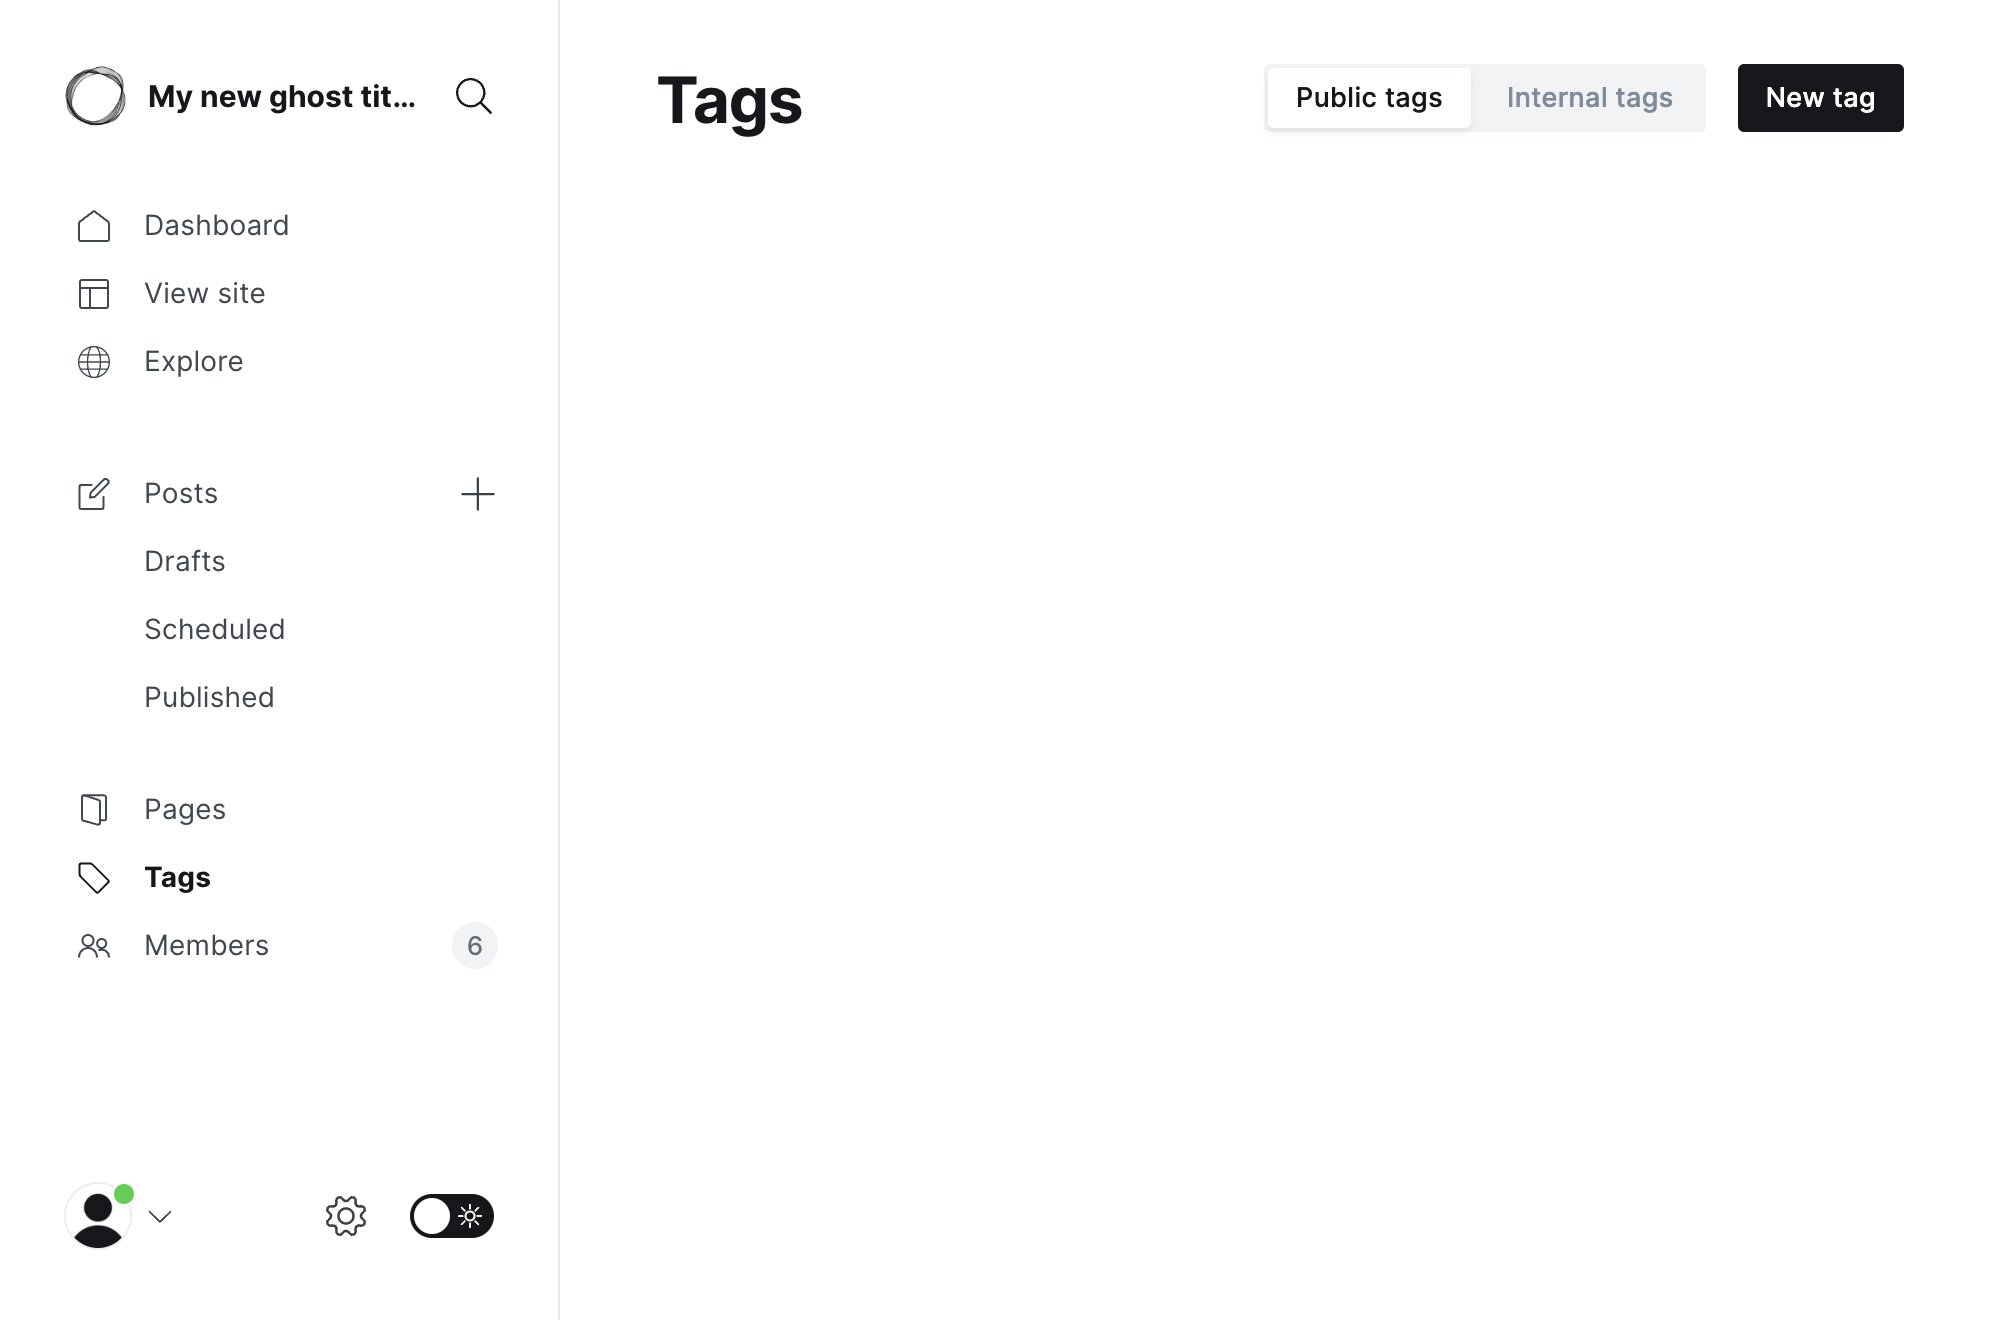 My new ghost tit...
Dashboard
View site
Explore
Posts
Drafts
Scheduled
Published
Pages
Tags
Members 6
Tags
Public tags Internal tags New tag